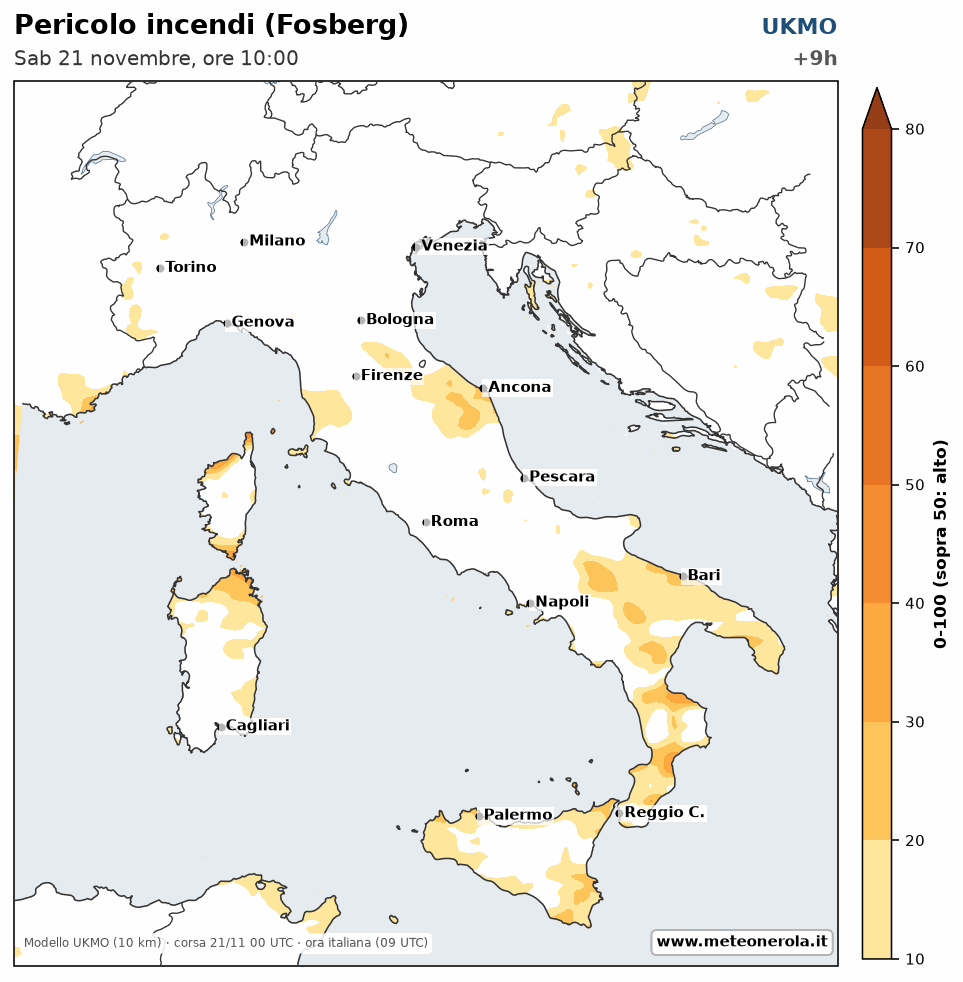 Pericolo incendi (Fosberg)
UKMO
Sab 21 novembre, ore 10:00
+9h
80
70
60
50
40
30
20
10
0-100 (sopra 50: alto)
Milano
Venezia
Torino
Genova
Bologna
Firenze
Ancona
Pescara
Roma
Bari
Napoli
Cagliari
Palermo
Reggio C.
Modello UKMO (10 km) · corsa 21/11 00 UTC · ora italiana (09 UTC)
www.meteonerola.it